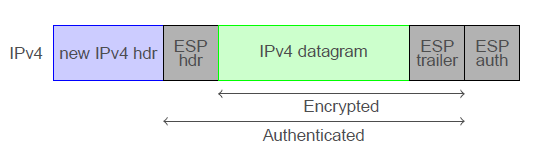 IPv4
new IPv4 hdr
ESP
hdr
IPv4 datagram
ESP
trailer
ESP
auth
Encrypted
Authenticated